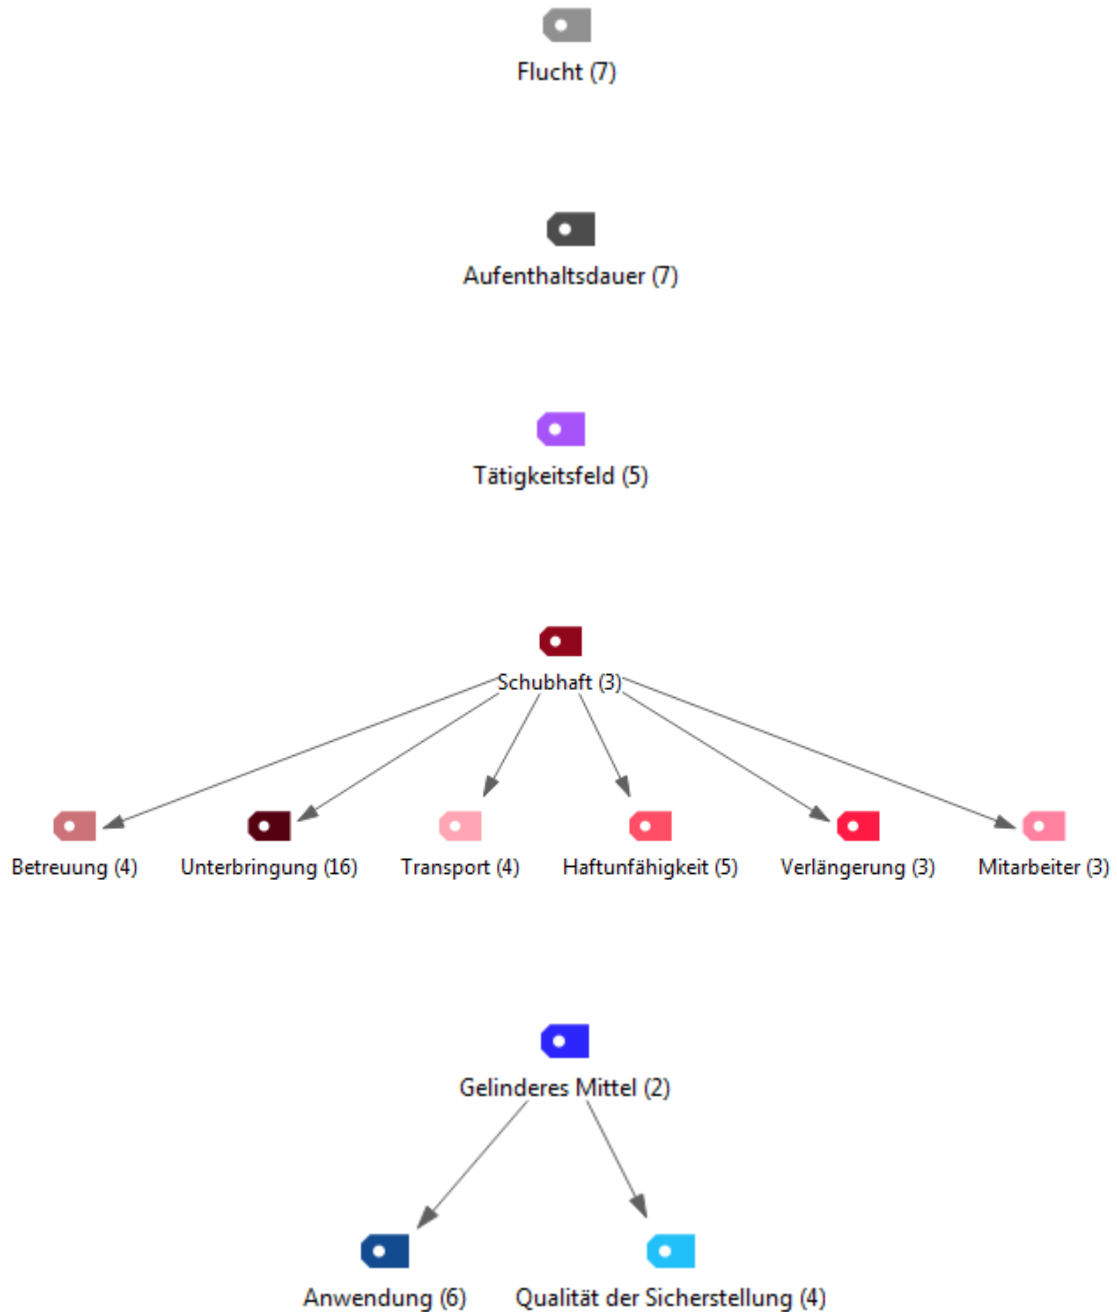 Flucht (7)
Aufenthaltsdauer (7)
Tätigkeitsfeld (5)
Schubhaft (3)
Betreuung (4)
Unterbringung (16)
Transport (4)
Haftunfähigkeit (5)
Verlängerung (3)
Mitarbeiter (3)
Gelinderes Mittel (2)
Anwendung (6)
Qualität der Sicherstellung (4)